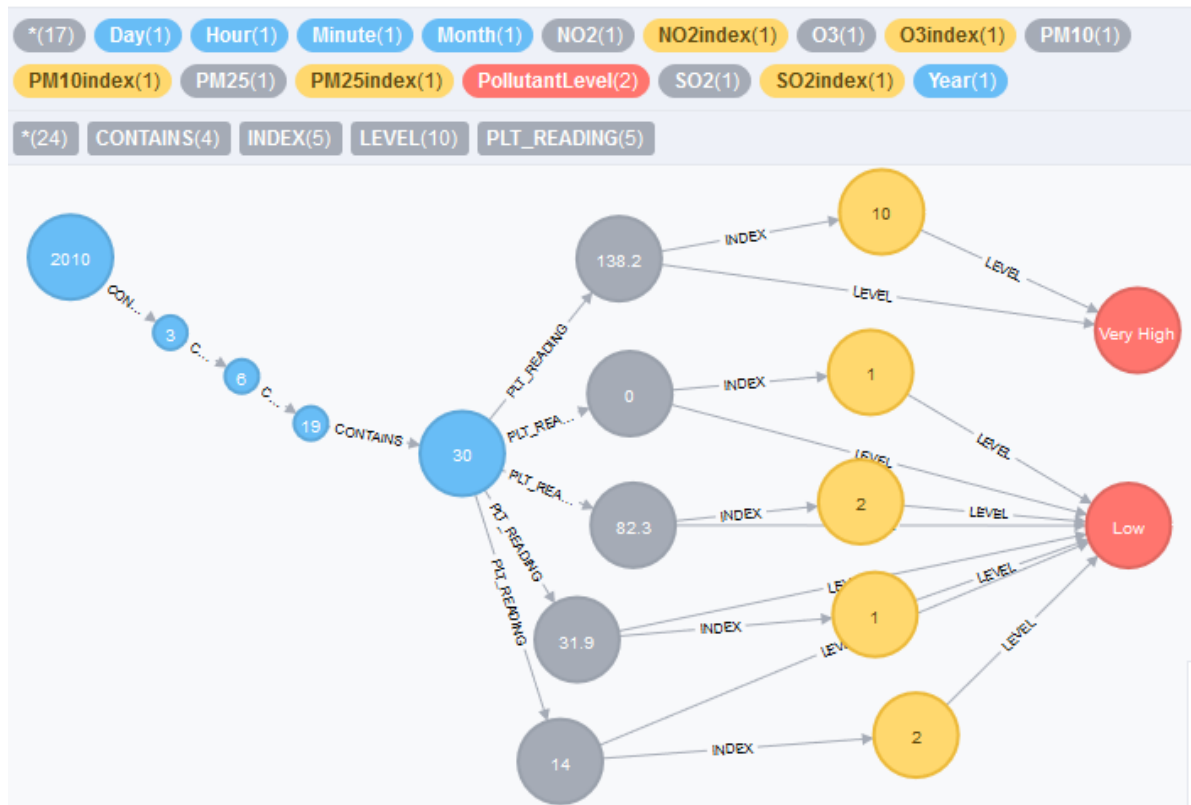 *(17) Day(1) Hour(1) Minute(1) Month(1) NO2(1) NO2index(1) O3(1) O3index(1) PM10(1)
PM10index(1) PM25(1) PM25index(1) PollutantLevel(2) SO2(1) SO2index(1) Year(1)
*(24) CONTAINS(4) INDEX(5) LEVEL(10) PLT_READING(5)
10
INDEX
2010
138.2
LEVEL
CON...
LEVEL
3
Very High
C...
PLT_READING
1
6
INDEX
0
C...
19
CONTAINS
PLT_REA...
LEVEL
30
LEVEL
PLT_REA...
2
INDEX
LEVEL
82.3
Low
PLT_READING
LEVEL
PLT_READING
1
INDEX
31.9
LEVEL
2
INDEX
14